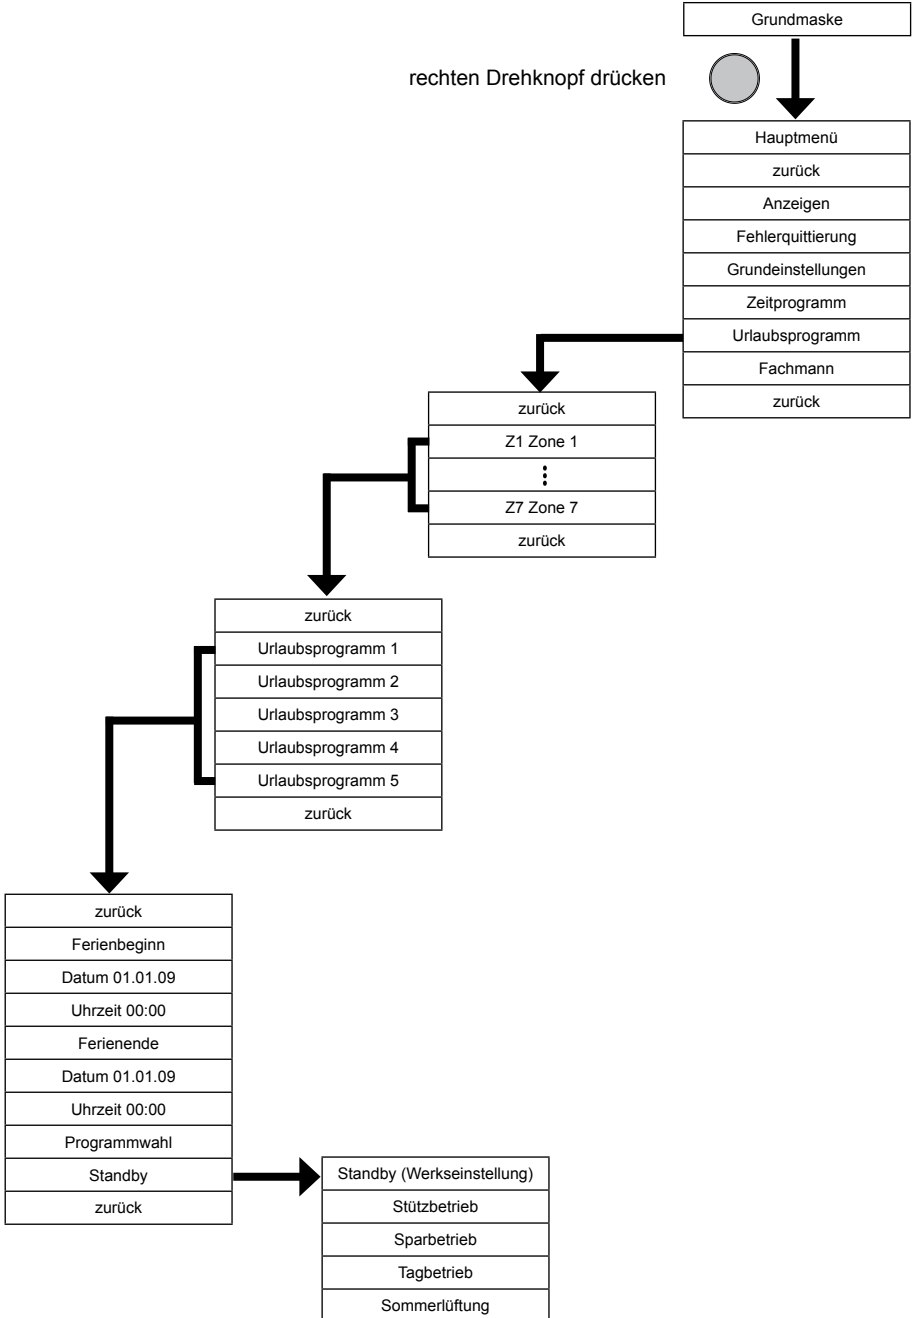 Grundmaske
rechten Drehknopf drücken
Hauptmenü
zurück
Anzeigen
Fehlerquittierung
Grundeinstellungen
Zeitprogramm
Urlaubsprogramm
Fachmann
zurück
zurück
Z1 Zone 1
Z7 Zone 7
zurück
zurück
Urlaubsprogramm 1
Urlaubsprogramm 2
Urlaubsprogramm 3
Urlaubsprogramm 4
Urlaubsprogramm 5
zurück
zurück
Ferienbeginn
Datum 01.01.09
Uhrzeit 00:00
Ferienende
Datum 01.01.09
Uhrzeit 00:00
Programmwahl
Standby
zurück
Standby (Werkseinstellung)
Stützbetrieb
Sparbetrieb
Tagbetrieb
Sommerlüftung